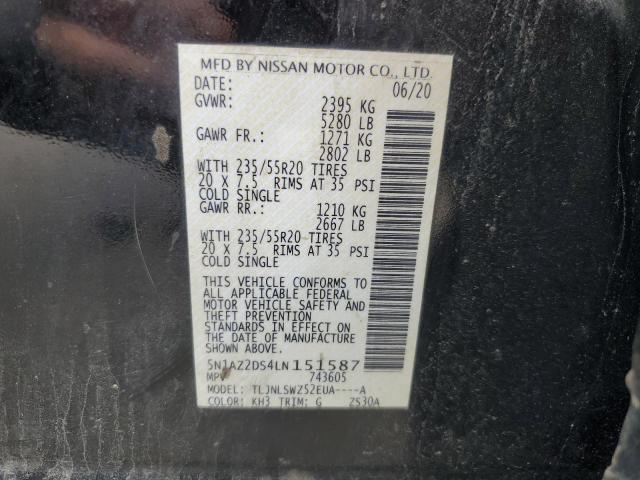 MFD BY NISSAN MOTOR CO., LTD.
DATE: 06/20
GVWR: 2395 KG
5280 LB
GAWR FR.: 1271 KG
2802 LB
WITH 235/55R20 TIRES
20 X 7.5 RIMS AT 35 PSI
COLD SINGLE
GAWR RR.: 1210 KG
2667 LB
WITH 235/55R20 TIRES
20 X 7.5 RIMS AT 35 PSI
COLD SINGLE
THIS VEHICLE CONFORMS TO
ALL APPLICABLE FEDERAL
MOTOR VEHICLE SAFETY AND
THEFT PREVENTION
STANDARDS IN EFFECT ON
THE DATE OF MANUFACTURE
SHOWN ABOVE.
5N1AZ2DS4LN151587
MPV 743605
MODEL: TLJNLSWZ52EUA----A
COLOR: KH3 TRIM: G ZS30A